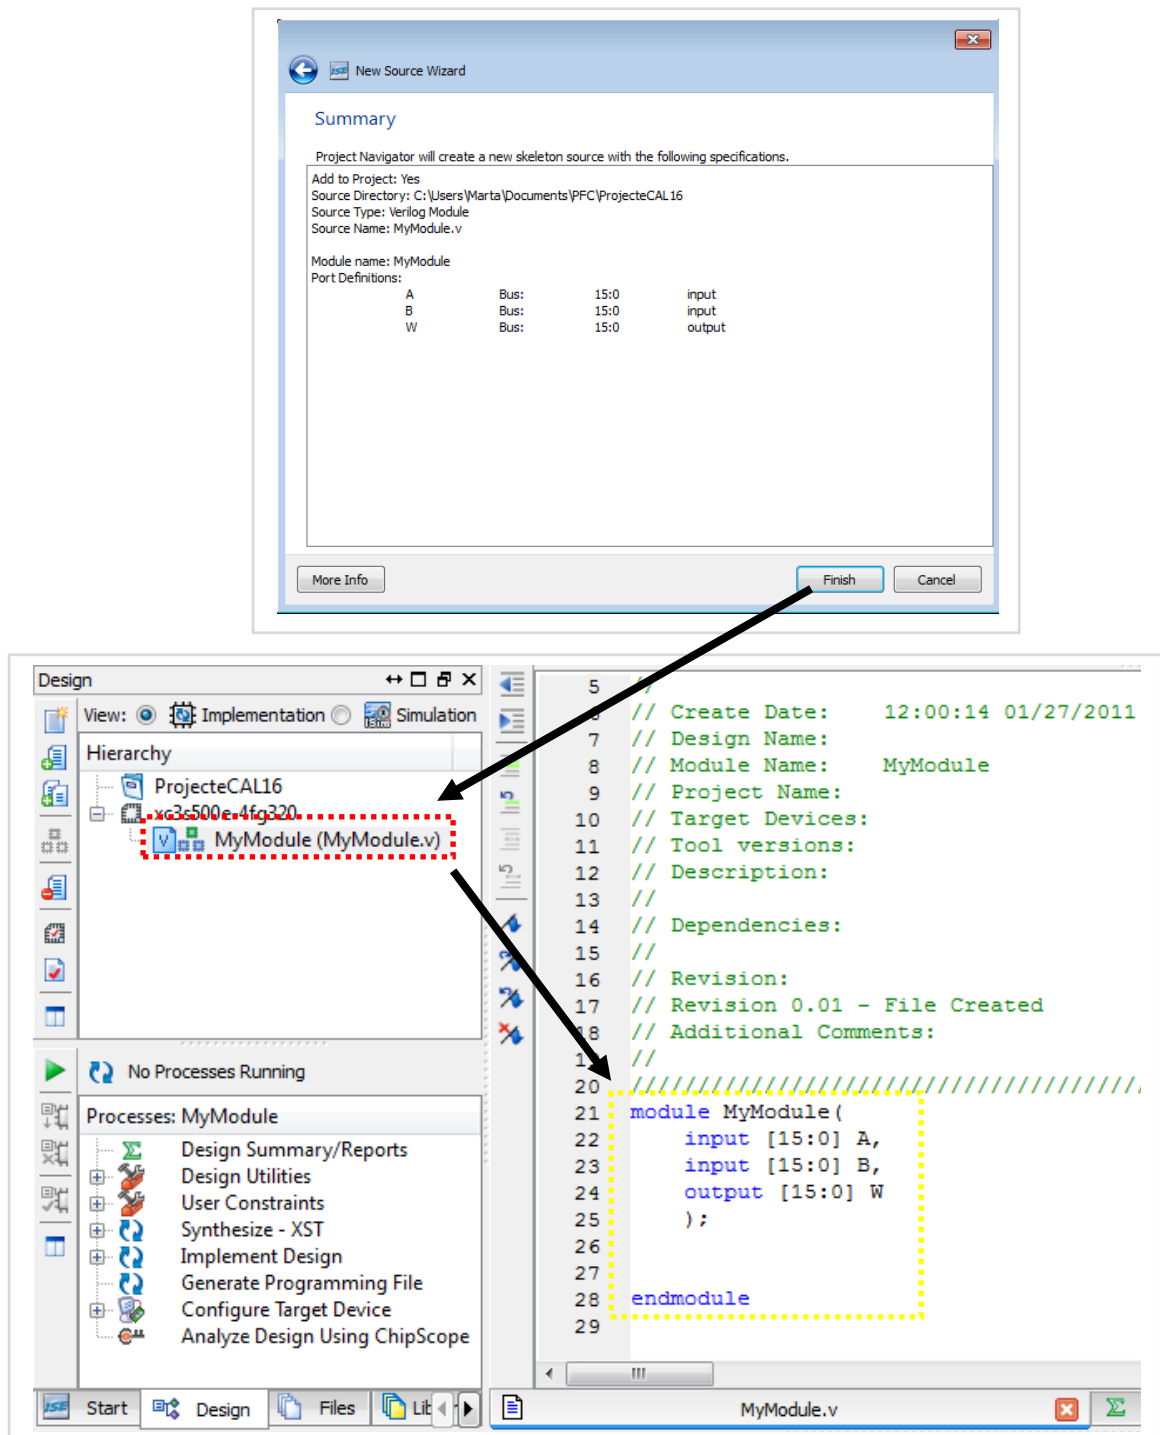 ISE New Source Wizard
Summary
Project Navigator will create a new skeleton source with the following specifications.
Add to Project: Yes
Source Directory: C:\Users\Marta\Documents\PFC\ProjecteCAL16
Source Type: Verilog Module
Source Name: MyModule.v
Module name: MyModule
Port Definitions:
A Bus: 15:0 input
B Bus: 15:0 input
W Bus: 15:0 output
More Info Finish Cancel
Design
View: Implementation ISim Simulation
Hierarchy
ProjecteCAL16
xc3s500e-4fg320
MyModule (MyModule.v)
No Processes Running
Processes: MyModule
Design Summary/Reports
Design Utilities
User Constraints
Synthesize - XST
Implement Design
Generate Programming File
Configure Target Device
Analyze Design Using ChipScope
ISE Start Design Files
5 //
6 // Create Date: 12:00:14 01/27/2011
7 // Design Name:
8 // Module Name: MyModule
9 // Project Name:
10 // Target Devices:
11 // Tool versions:
12 // Description:
13 //
14 // Dependencies:
15 //
16 // Revision:
17 // Revision 0.01 - File Created
18 // Additional Comments:
19 //
20 //////////////////////////////////////
21 module MyModule(
22 input [15:0] A,
23 input [15:0] B,
24 output [15:0] W
25 );
26
27
28 endmodule
29
MyModule.v